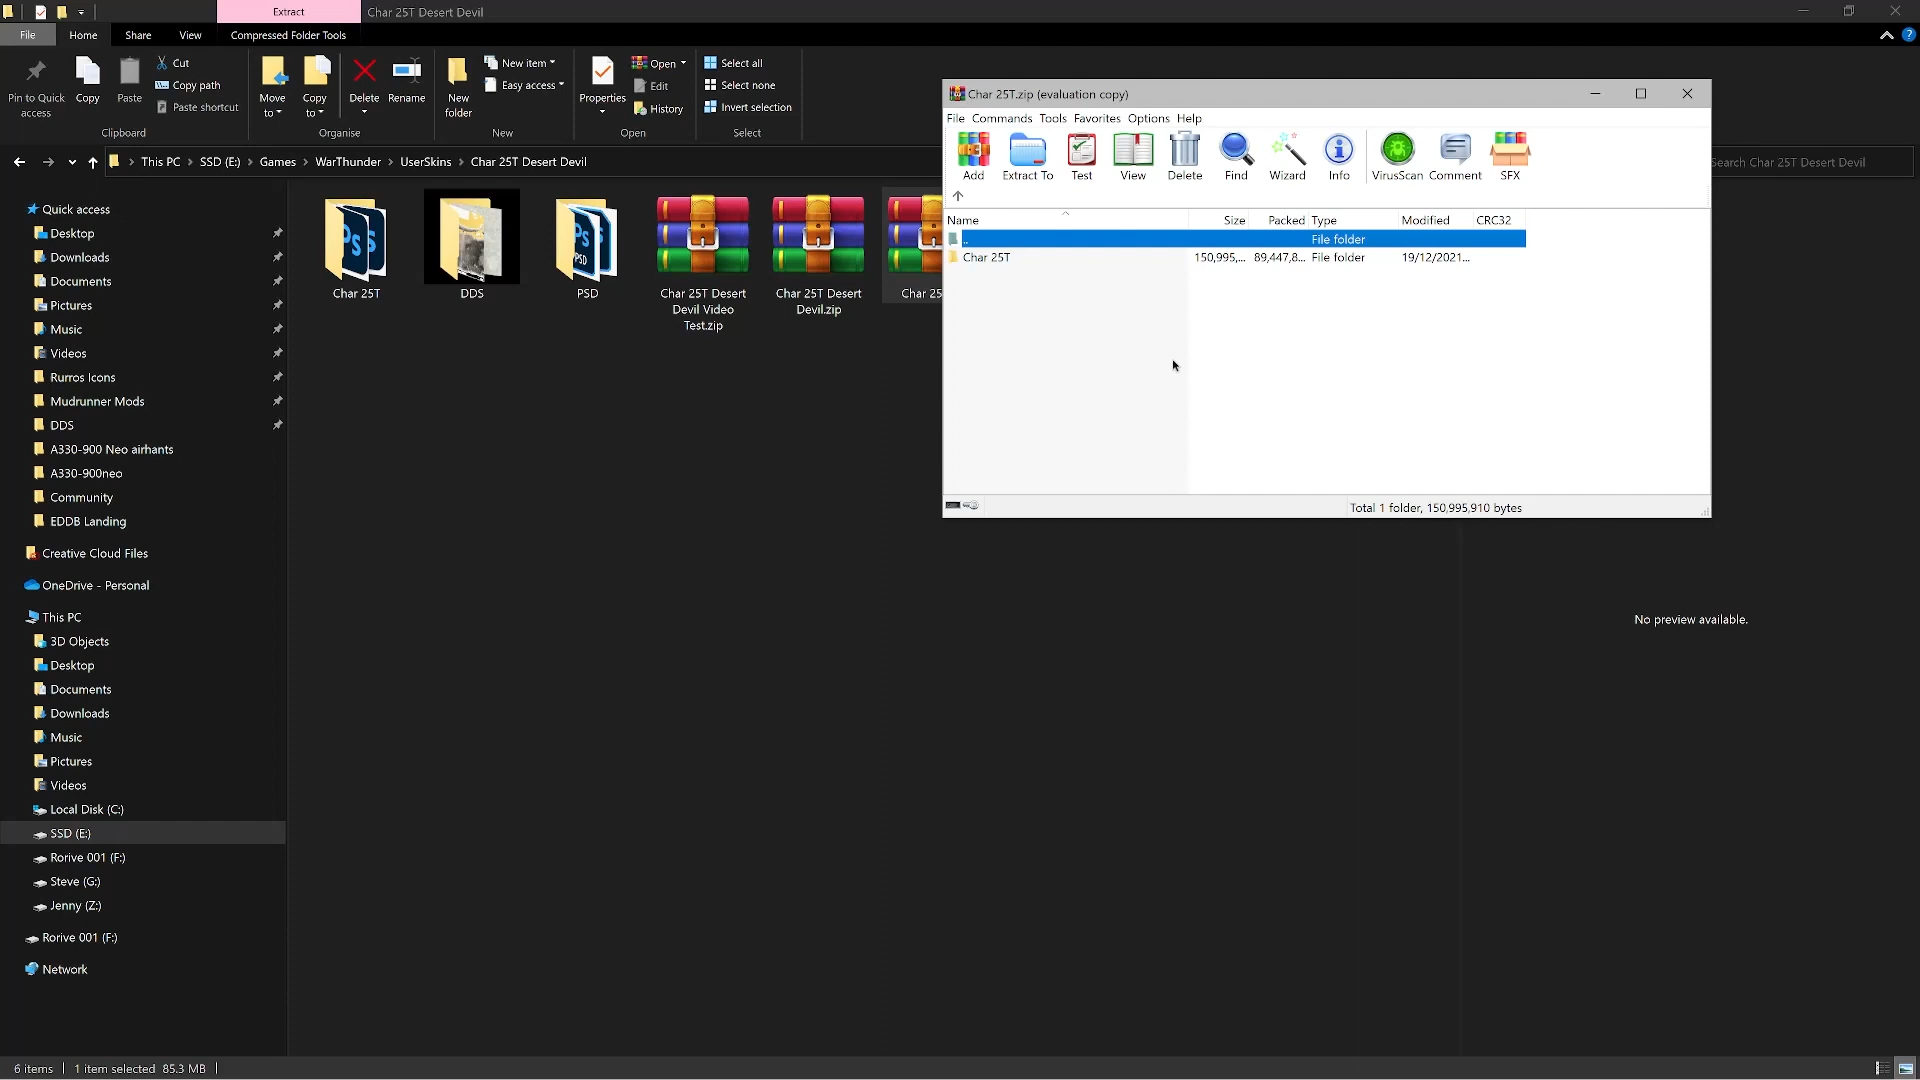 Extract
Char 25T Desert Devil
File
Home
Share
View
Compressed Folder Tools
Pin to Quick access
Copy
Paste
Cut
Copy path
Paste shortcut
Clipboard
Move to
Copy to
Delete
Rename
Organise
New folder
New item
Easy access
New
Properties
Open
Edit
History
Open
Select all
Select none
Invert selection
Select
This PC > SSD (E:) > Games > WarThunder > UserSkins > Char 25T Desert Devil
Search Char 25T Desert Devil
Quick access
Desktop
Downloads
Documents
Pictures
Music
Videos
Rurros Icons
Mudrunner Mods
DDS
A330-900 Neo airhants
A330-900neo
Community
EDDB Landing
Creative Cloud Files
OneDrive - Personal
This PC
3D Objects
Desktop
Documents
Downloads
Music
Pictures
Videos
Local Disk (C:)
SSD (E:)
Rorive 001 (F:)
Steve (G:)
Jenny (Z:)
Rorive 001 (F:)
Network
Char 25T
DDS
PSD
Char 25T Desert
Devil Video
Test.zip
Char 25T Desert
Devil.zip
Char 25
Char 25T.zip (evaluation copy)
File Commands Tools Favorites Options Help
Add Extract To Test View Delete Find Wizard Info VirusScan Comment SFX
Name Size Packed Type Modified CRC32
.. File folder
Char 25T 150,995,... 89,447,8... File folder 19/12/2021...
Total 1 folder, 150,995,910 bytes
No preview available.
6 items
1 item selected 85.3 MB